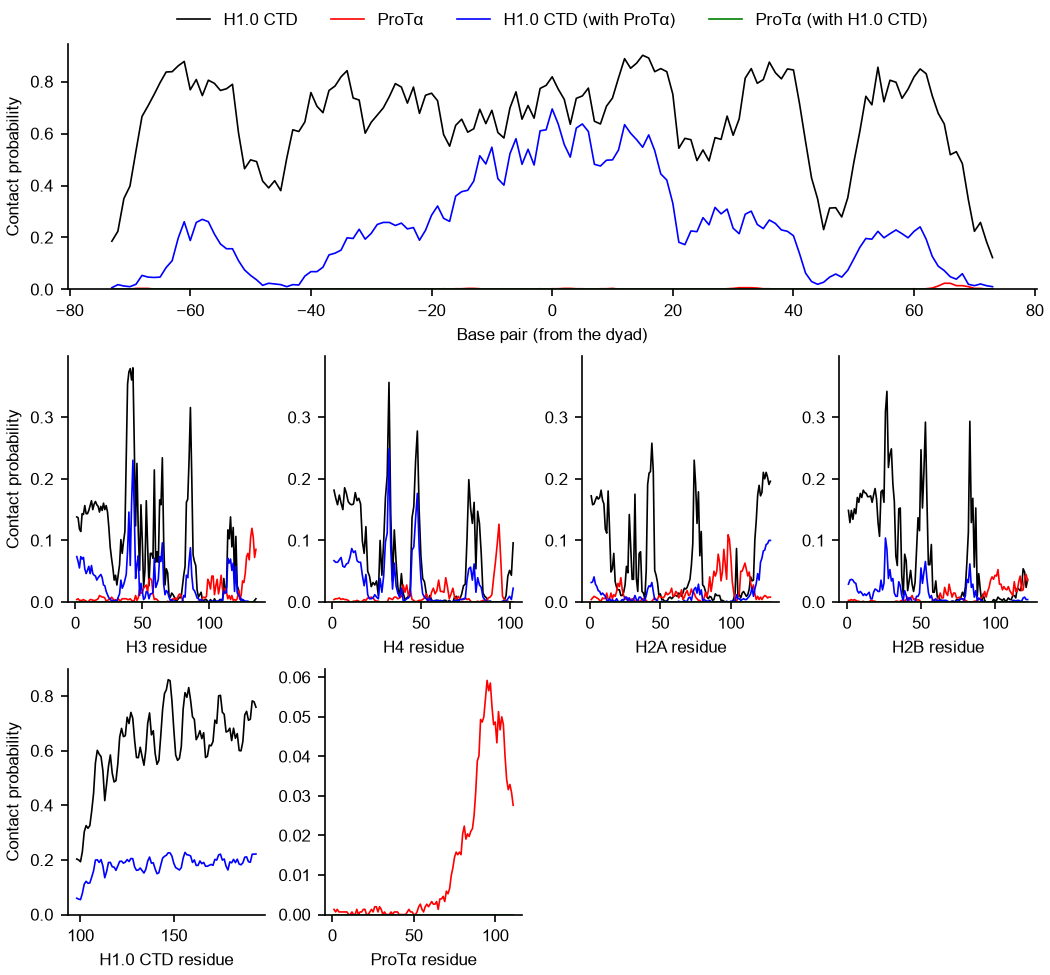 H1.0 CTD ProTα H1.0 CTD (with ProTα) ProTα (with H1.0 CTD)
Contact probability
0.8
0.6
0.4
0.2
0.0
−80 −60 −40 −20 0 20 40 60 80
Base pair (from the dyad)
Contact probability
0.3 0.3 0.3 0.3
0.2 0.2 0.2 0.2
0.1 0.1 0.1 0.1
0.0 0.0 0.0 0.0
0 50 100 0 50 100 0 50 100 0 50 100
H3 residue H4 residue H2A residue H2B residue
Contact probability
0.8
0.6
0.4
0.2
0.0
100 150
H1.0 CTD residue
0.06
0.05
0.04
0.03
0.02
0.01
0.00
0 50 100
ProTα residue